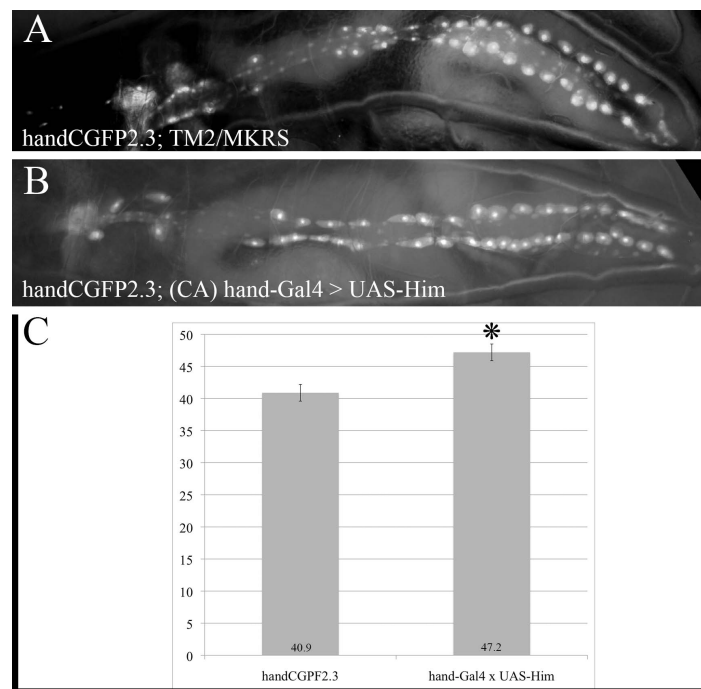 A
handCGFP2.3; TM2/MKRS
B
handCGFP2.3; (CA) hand-Gal4 > UAS-Him
C
50
*
45
40
35
30
25
20
15
10
5
0
40.9
47.2
handCGPF2.3
hand-Gal4 x UAS-Him